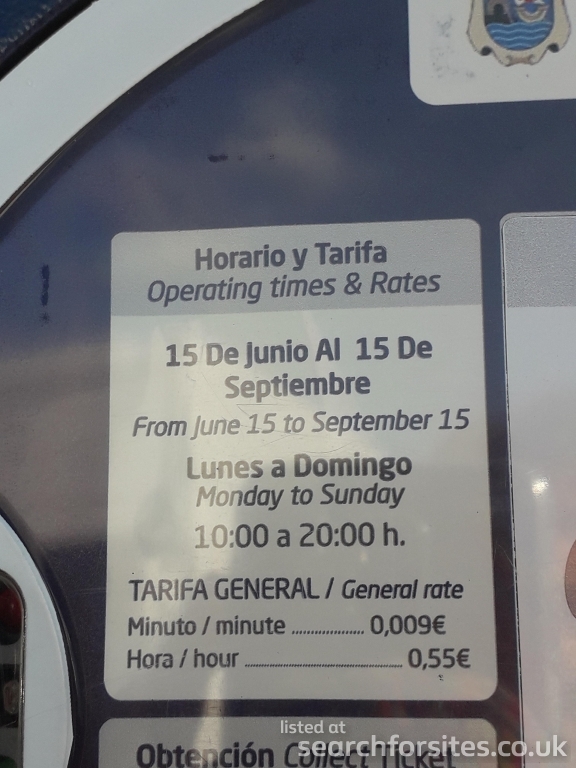 Horario y Tarifa
Operating times & Rates
15 De Junio Al 15 De
Septiembre
From June 15 to September 15
Lunes a Domingo
Monday to Sunday
10:00 a 20:00 h.
TARIFA GENERAL / General rate
Minuto / minute .................... 0,009€
Hora / hour ............................................ 0,55€
listed at
searchforsites.co.uk
Obtención Collect Ticket